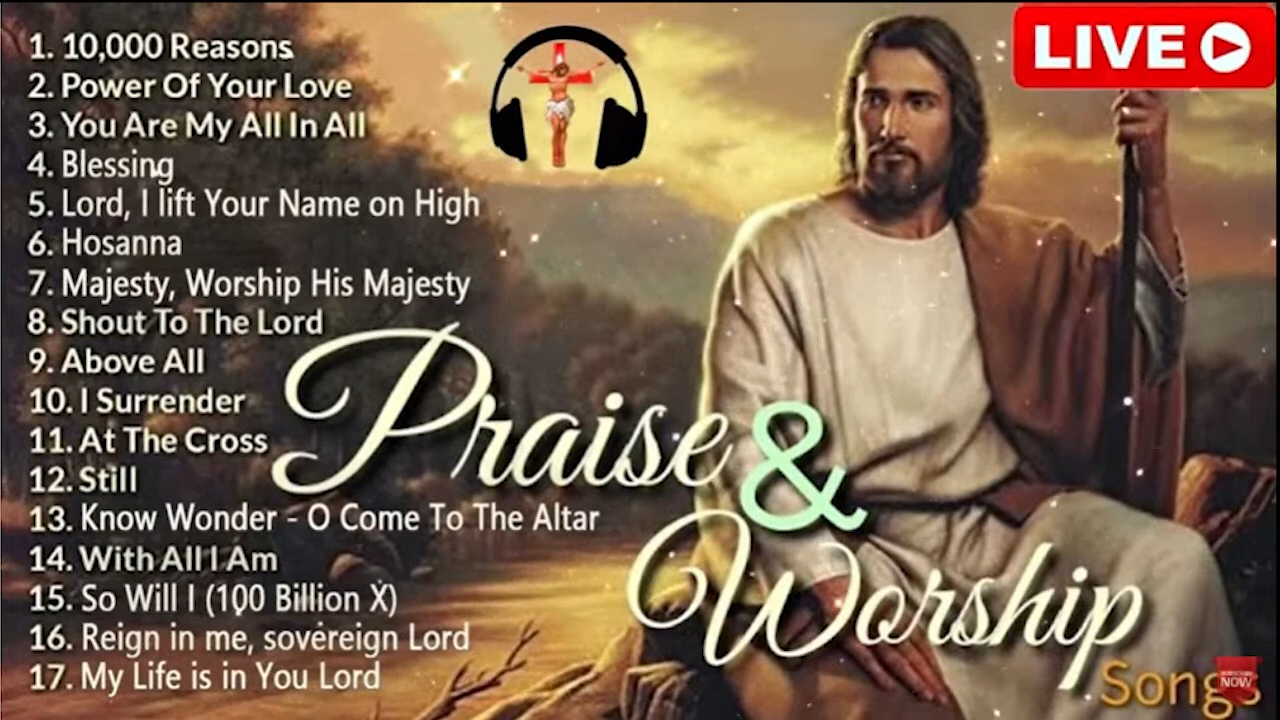 1. 10,000 Reasons
2. Power Of Your Love
3. You Are My All In All
4. Blessing
5. Lord, I lift Your Name on High
6. Hosanna
7. Majesty, Worship His Majesty
8. Shout To The Lord
9. Above All
10. I Surrender
11. At The Cross
12. Still
13. Know Wonder - O Come To The Altar
14. With All I Am
15. So Will I (100 Billion X)
16. Reign in me, sovereign Lord
17. My Life is in You Lord
LIVE
Praise
&
Worship
Songs
NOW